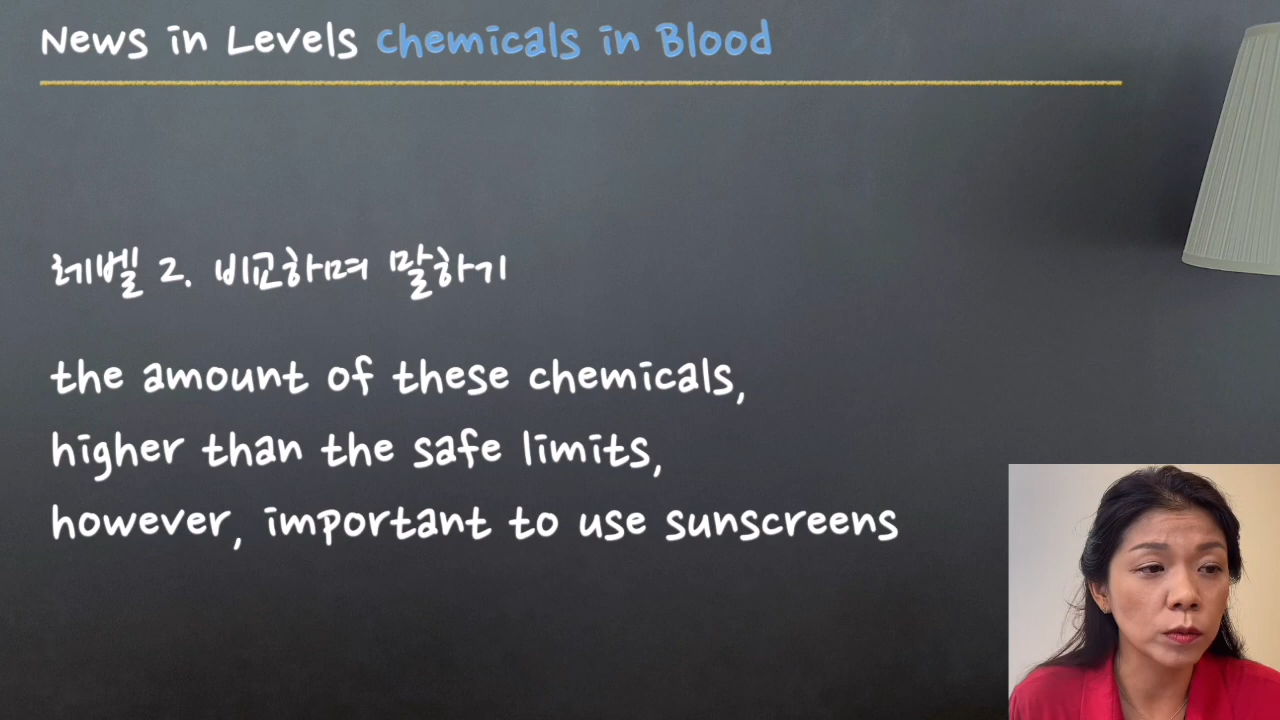 News in Levels Chemicals in Blood
레벨 2. 비교하며 말하기
the amount of these chemicals,
higher than the safe limits,
however, important to use sunscreens